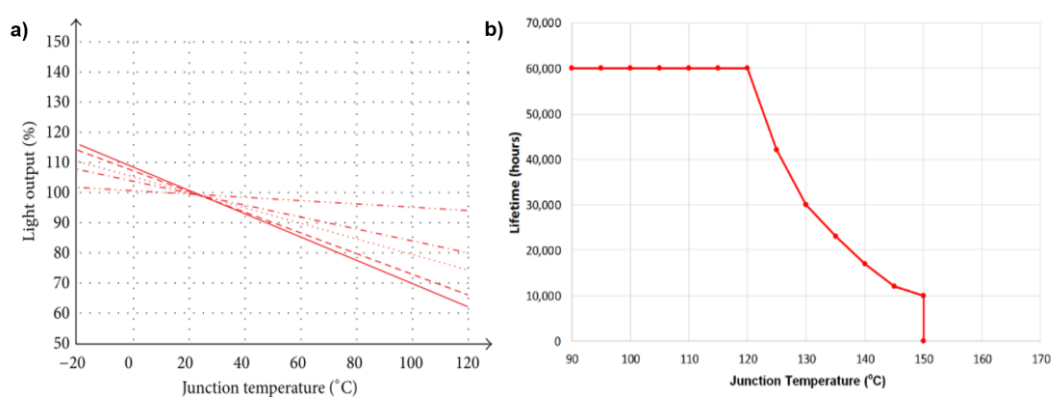 a)
150
140
130
120
110
100
90
80
70
60
50
Light output (%)
−20 0 20 40 60 80 100 120
Junction temperature (˚C)
b)
70,000
60,000
50,000
40,000
30,000
20,000
10,000
0
Lifetime (hours)
90 100 110 120 130 140 150 160 170
Junction Temperature (°C)